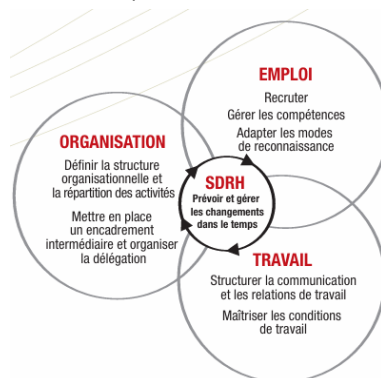 EMPLOI
Recruter
Gérer les compétences
Adapter les modes
de reconnaissance
ORGANISATION
Définir la structure
organisationnelle et
la répartition des activités
Mettre en place
un encadrement
intermédiaire et organiser
la délégation
SDRH
Prévoir et gérer
les changements
dans le temps
TRAVAIL
Structurer la communication
et les relations de travail
Maîtriser les conditions
de travail